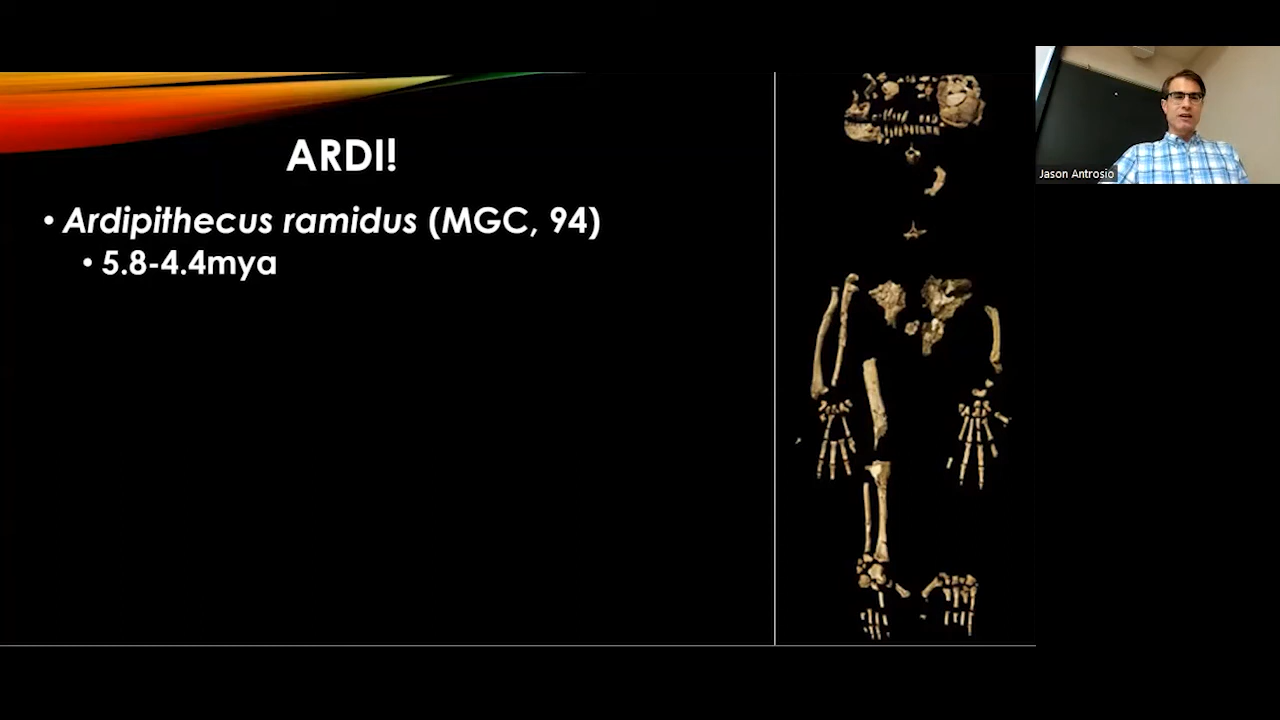 ARDI!
• Ardipithecus ramidus (MGC, 94)
• 5.8-4.4mya
Jason Antrosio